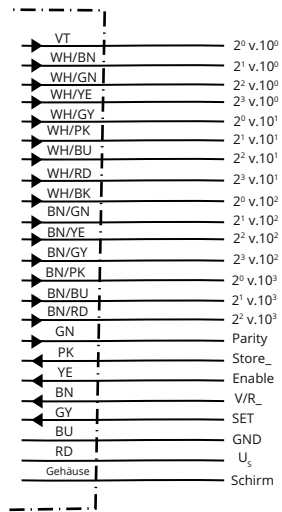 VT 2⁰ v.10⁰
WH/BN 2¹ v.10⁰
WH/GN 2² v.10⁰
WH/YE 2³ v.10⁰
WH/GY 2⁰ v.10¹
WH/PK 2¹ v.10¹
WH/BU 2² v.10¹
WH/RD 2³ v.10¹
WH/BK 2⁰ v.10²
BN/GN 2¹ v.10²
BN/YE 2² v.10²
BN/GY 2³ v.10²
BN/PK 2⁰ v.10³
BN/BU 2¹ v.10³
BN/RD 2² v.10³
GN Parity
PK Store_
YE Enable
BN V/R_
GY SET
BU GND
RD Uₛ
Gehäuse Schirm